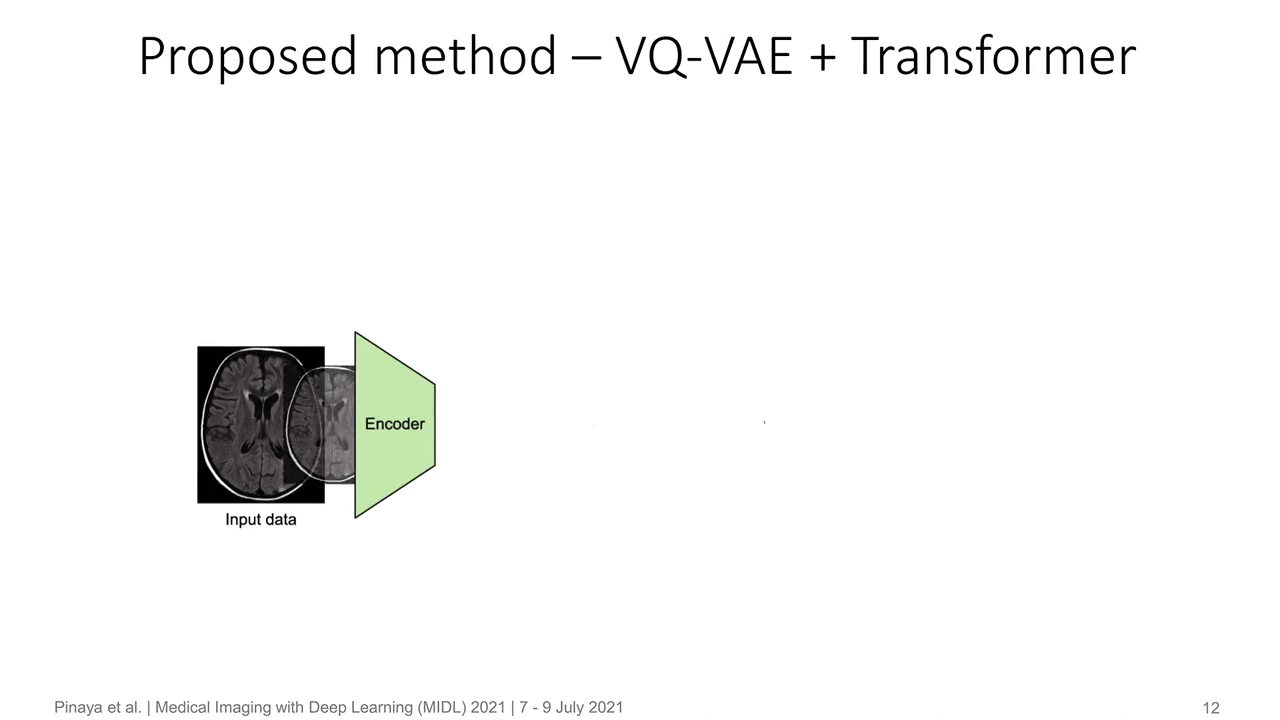 Proposed method – VQ-VAE + Transformer
Encoder
Input data
Pinaya et al. | Medical Imaging with Deep Learning (MIDL) 2021 | 7 - 9 July 2021
12